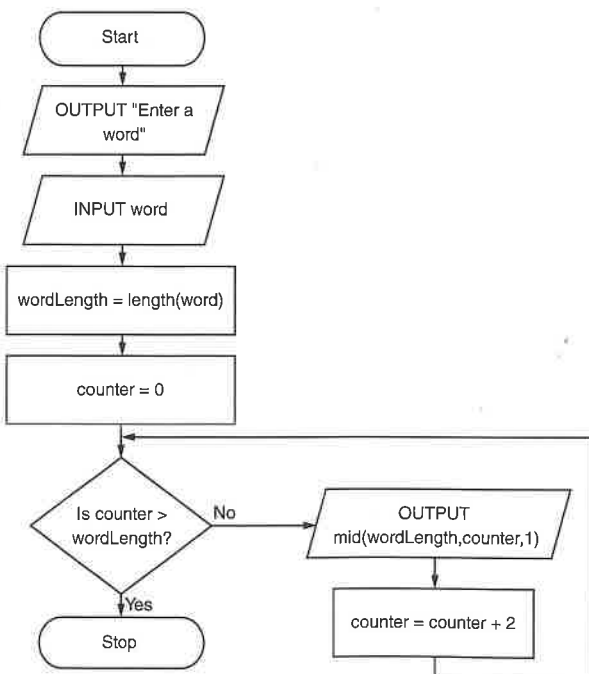 Start
OUTPUT "Enter a
word"
INPUT word
wordLength = length(word)
counter = 0
Is counter >
wordLength?
No
OUTPUT
mid(wordLength,counter,1)
Yes
counter = counter + 2
Stop